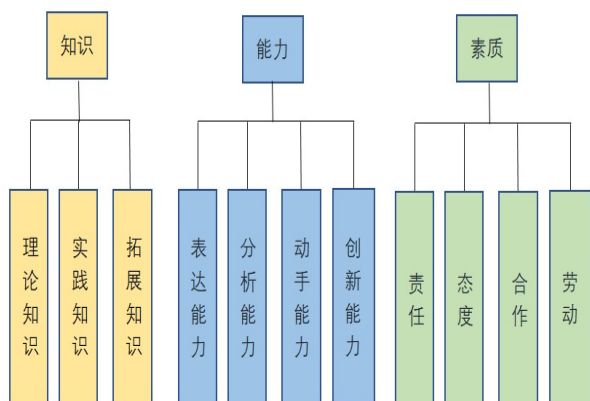 知识
能力
素质
理论知识
实践知识
拓展知识
表达能力
分析能力
动手能力
创新能力
责任
态度
合作
劳动